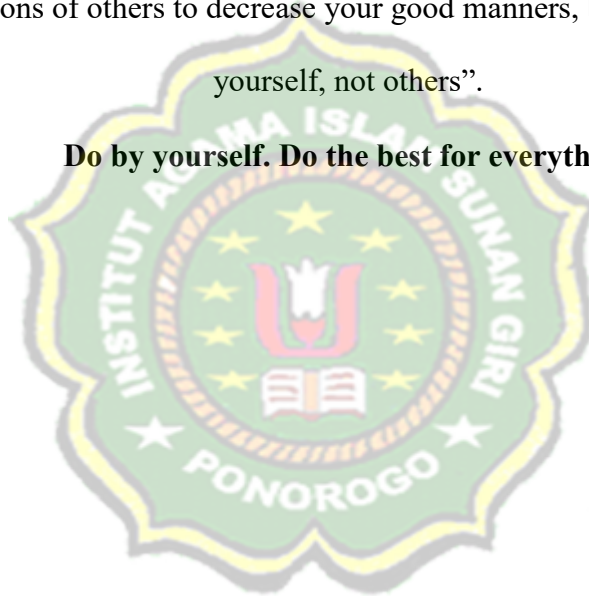 ons of others to decrease your good manners,
yourself, not others”.
Do by yourself. Do the best for everyth
INSTITUT AGAMA ISLAM SUNAN GIRI
PONOROGO